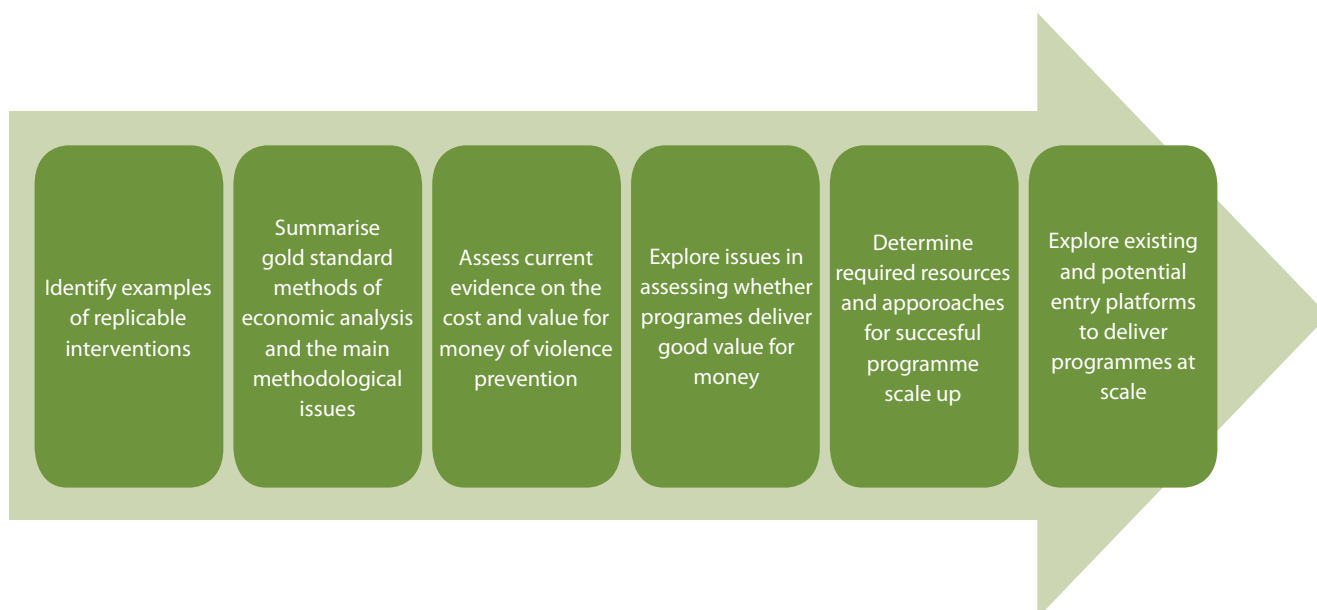 Identify examples
of replicable
interventions
Summarise
gold standard
methods of
economic analysis
and the main
methodological
issues
Assess current
evidence on the
cost and value for
money of violence
prevention
Explore issues in
assessing whether
programes deliver
good value for
money
Determine
required resources
and apporoaches
for succesful
programme
scale up
Explore existing
and potential
entry platforms
to deliver
programmes at
scale